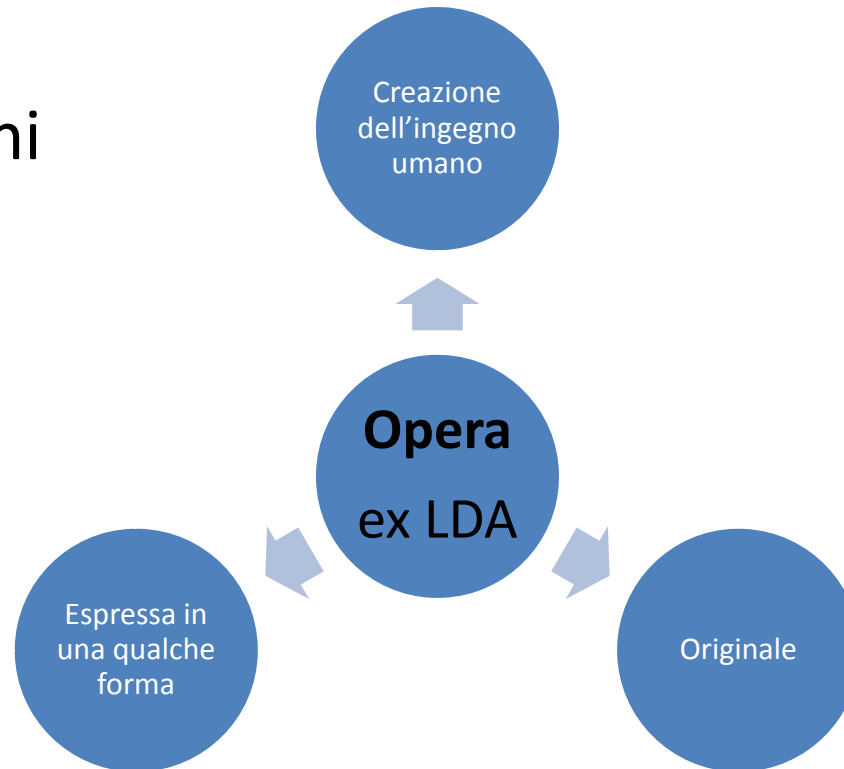 ni
Creazione
dell’ingegno
umano
Opera
ex LDA
Espressa in
una qualche
forma
Originale